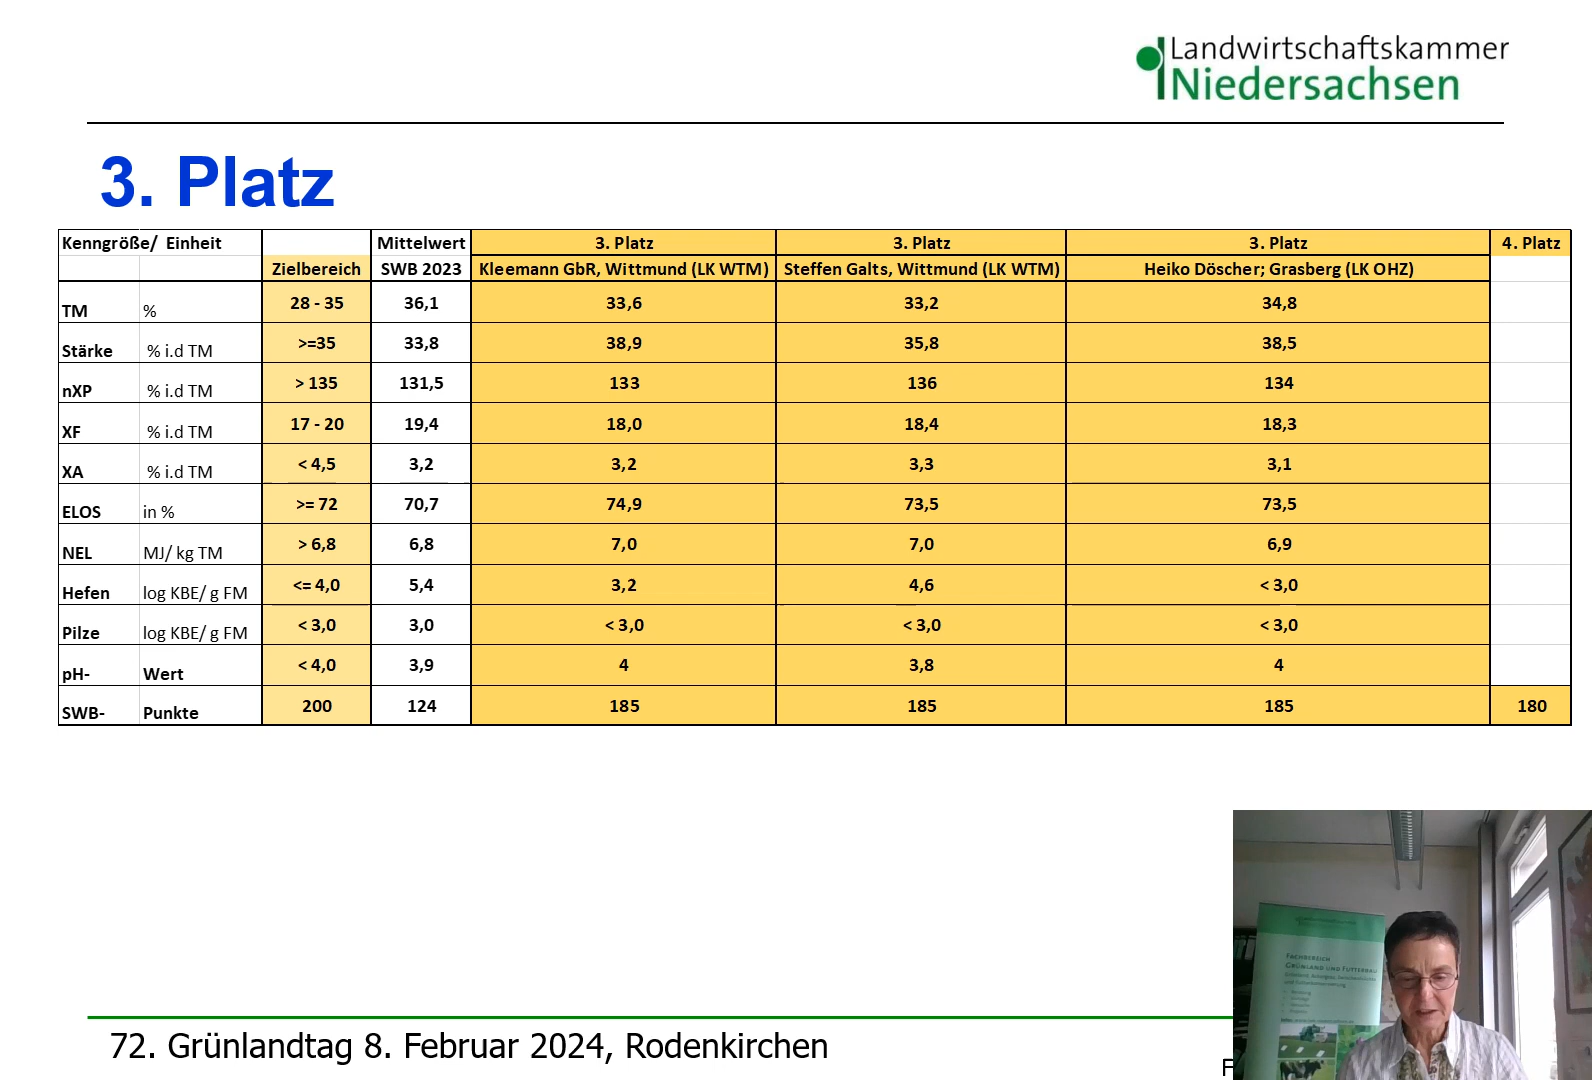 Landwirtschaftskammer
Niedersachsen
3. Platz
Kenngröße/ Einheit Mittelwert 3. Platz 3. Platz 3. Platz 4. Platz
Zielbereich SWB 2023 Kleemann GbR, Wittmund (LK WTM) Steffen Galts, Wittmund (LK WTM) Heiko Döscher; Grasberg (LK OHZ)
TM % 28 - 35 36,1 33,6 33,2 34,8
Stärke % i.d TM >=35 33,8 38,9 35,8 38,5
nXP % i.d TM > 135 131,5 133 136 134
XF % i.d TM 17 - 20 19,4 18,0 18,4 18,3
XA % i.d TM < 4,5 3,2 3,2 3,3 3,1
ELOS in % >= 72 70,7 74,9 73,5 73,5
NEL MJ/ kg TM > 6,8 6,8 7,0 7,0 6,9
Hefen log KBE/ g FM <= 4,0 5,4 3,2 4,6 < 3,0
Pilze log KBE/ g FM < 3,0 3,0 < 3,0 < 3,0 < 3,0
pH- Wert < 4,0 3,9 4 3,8 4
SWB- Punkte 200 124 185 185 185 180
Landwirtschaftskammer
Fachbereich
Grünland und Futterbau
72. Grünlandtag 8. Februar 2024, Rodenkirchen
F